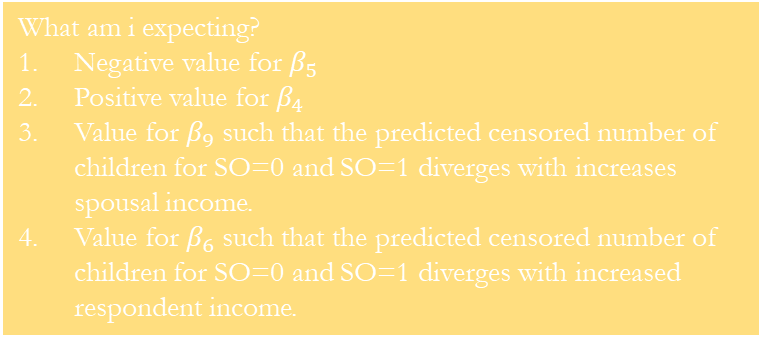 What am i expecting?
1. Negative value for β₅
2. Positive value for β₄
3. Value for β₉ such that the predicted censored number of
children for SO=0 and SO=1 diverges with increases
spousal income.
4. Value for β₆ such that the predicted censored number of
children for SO=0 and SO=1 diverges with increased
respondent income.